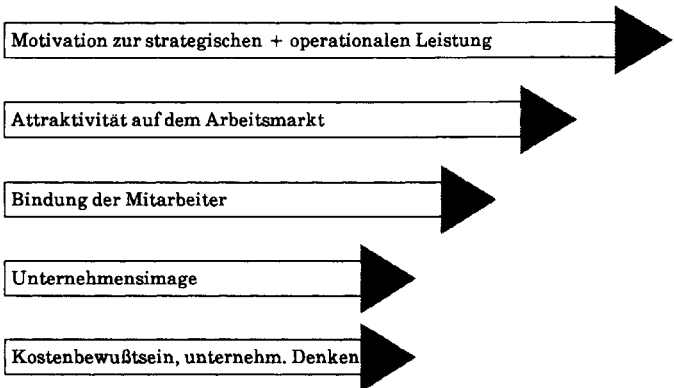 Motivation zur strategischen + operationalen Leistung
Attraktivität auf dem Arbeitsmarkt
Bindung der Mitarbeiter
Unternehmensimage
Kostenbewußtsein, unternehm. Denken